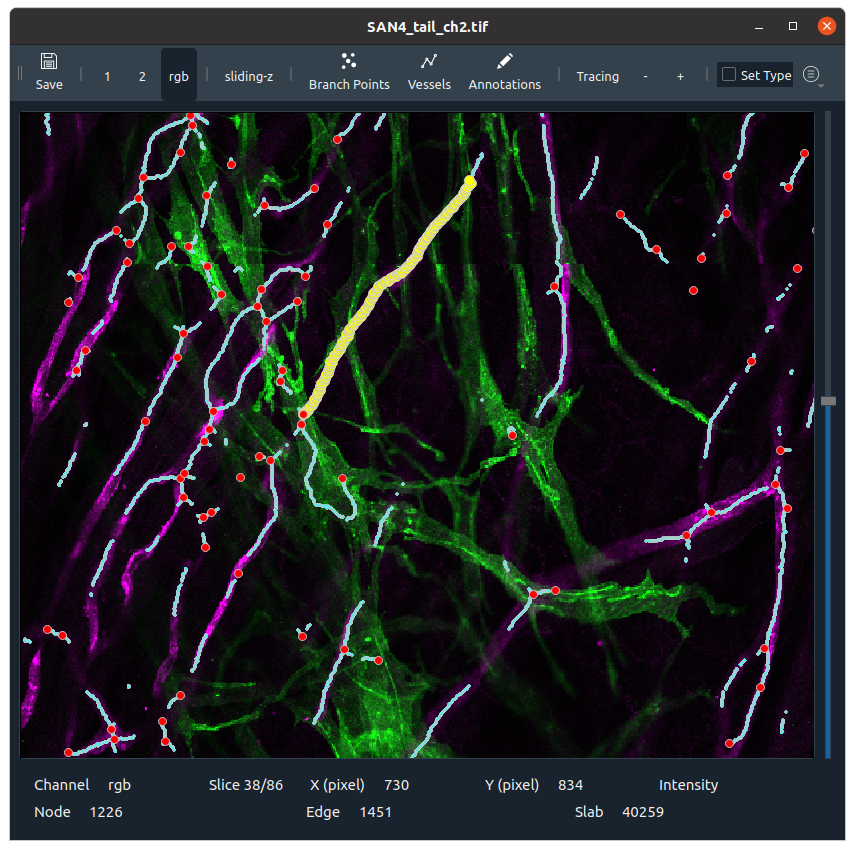 SAN4_tail_ch2.tif
Save 1 2 rgb sliding-z Branch Points Vessels Annotations Tracing - + Set Type
Channel rgb Slice 38/86 X (pixel) 730 Y (pixel) 834 Intensity
Node 1226 Edge 1451 Slab 40259